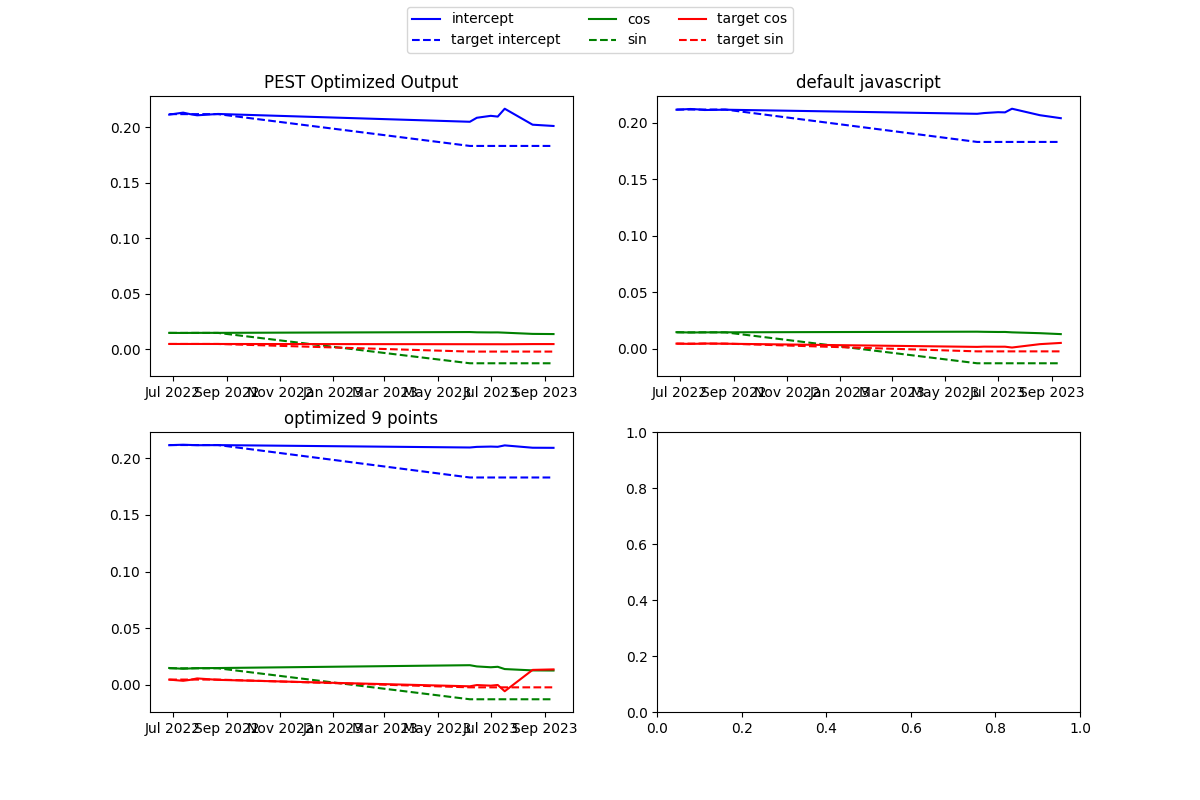 intercept
target intercept
cos
sin
target cos
target sin
PEST Optimized Output
0.20
0.15
0.10
0.05
0.00
Jul 2022 Sep 2022 Nov 2022 Jan 2023 Mar 2023 May 2023 Jul 2023 Sep 2023
default javascript
0.20
0.15
0.10
0.05
0.00
Jul 2022 Sep 2022 Nov 2022 Jan 2023 Mar 2023 May 2023 Jul 2023 Sep 2023
optimized 9 points
0.20
0.15
0.10
0.05
0.00
Jul 2022 Sep 2022 Nov 2022 Jan 2023 Mar 2023 May 2023 Jul 2023 Sep 2023
1.0
0.8
0.6
0.4
0.2
0.0
0.0 0.2 0.4 0.6 0.8 1.0